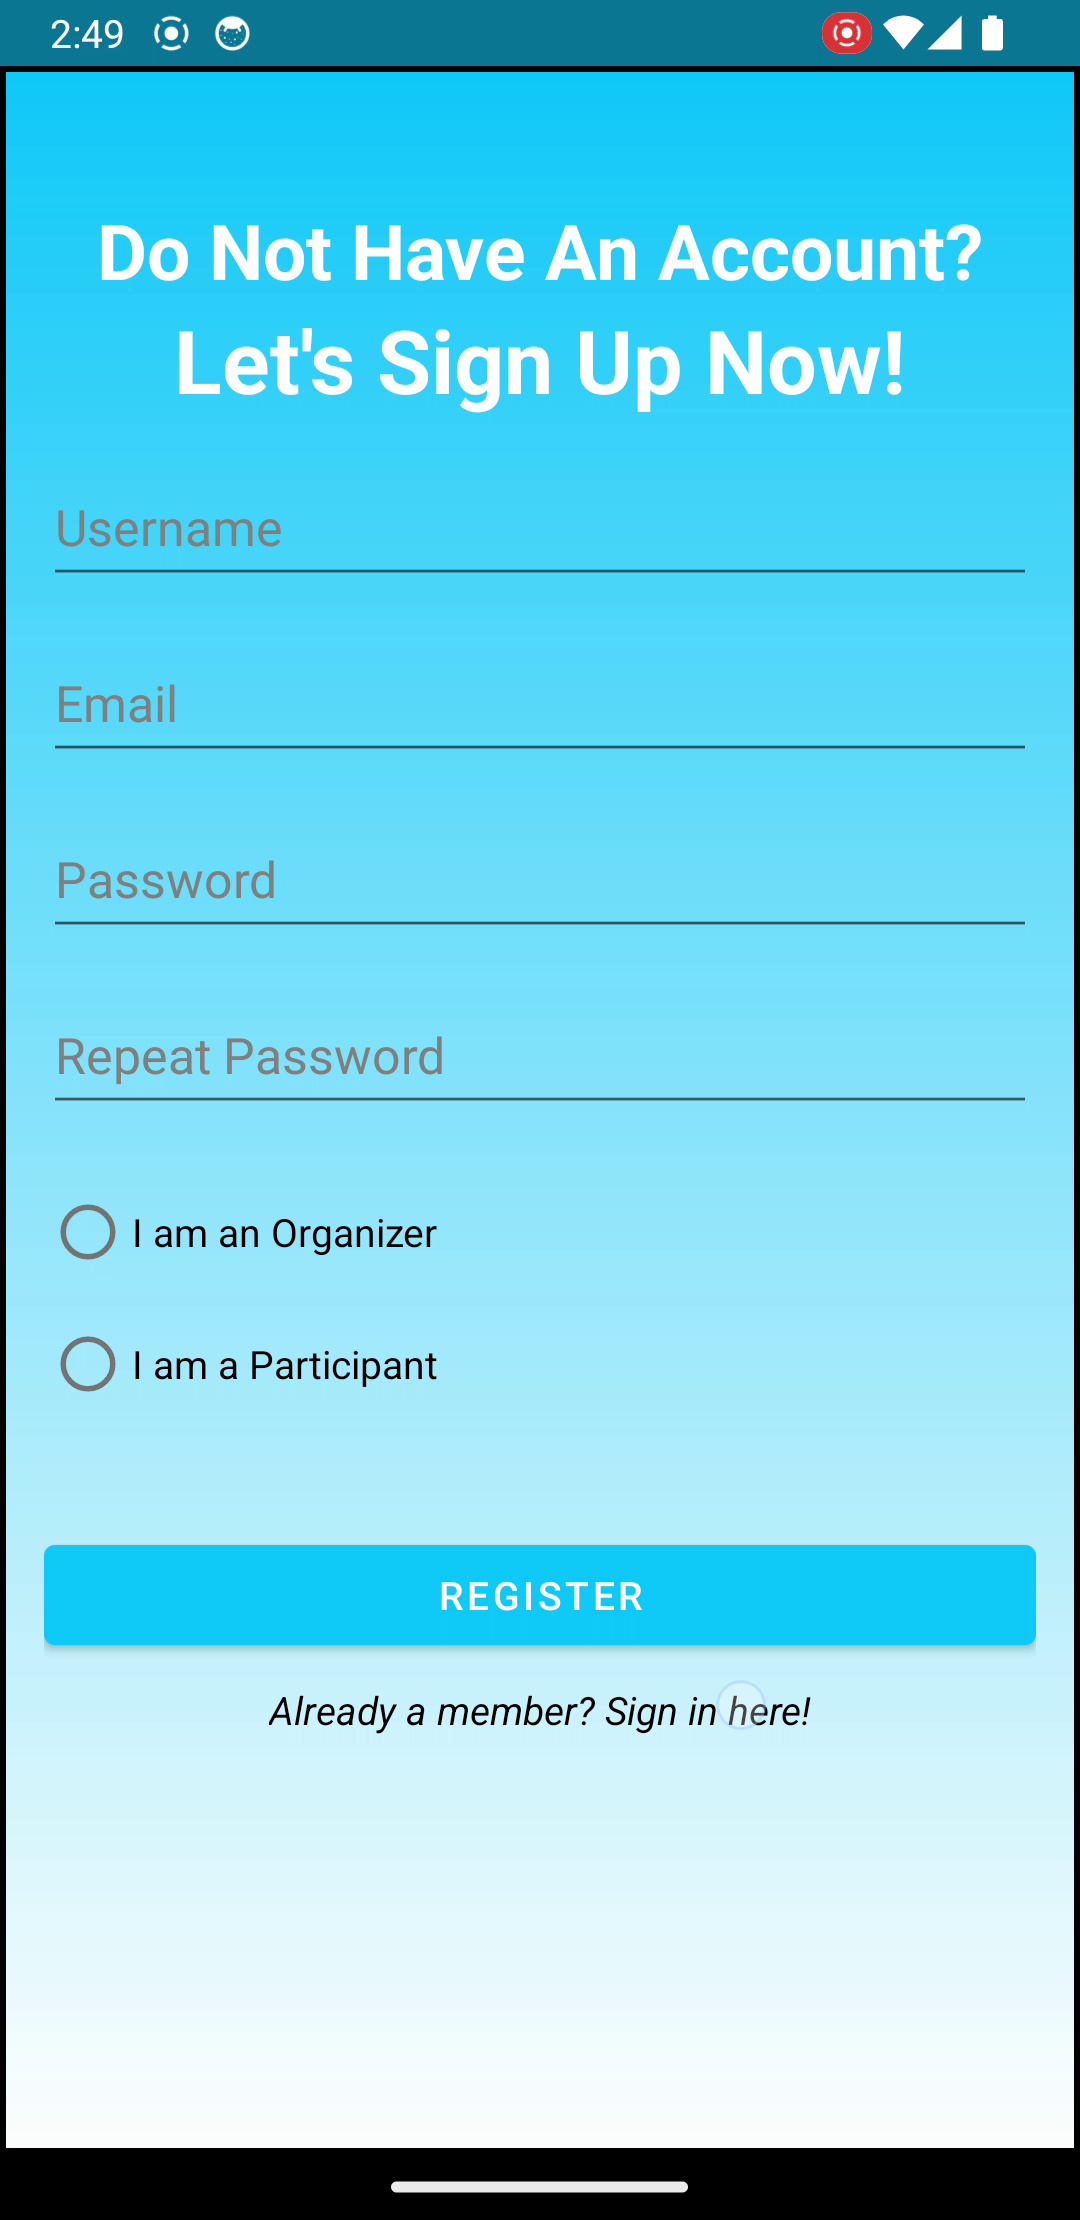 2:49
Do Not Have An Account?
Let's Sign Up Now!
Username
Email
Password
Repeat Password
I am an Organizer
I am a Participant
REGISTER
Already a member? Sign in here!